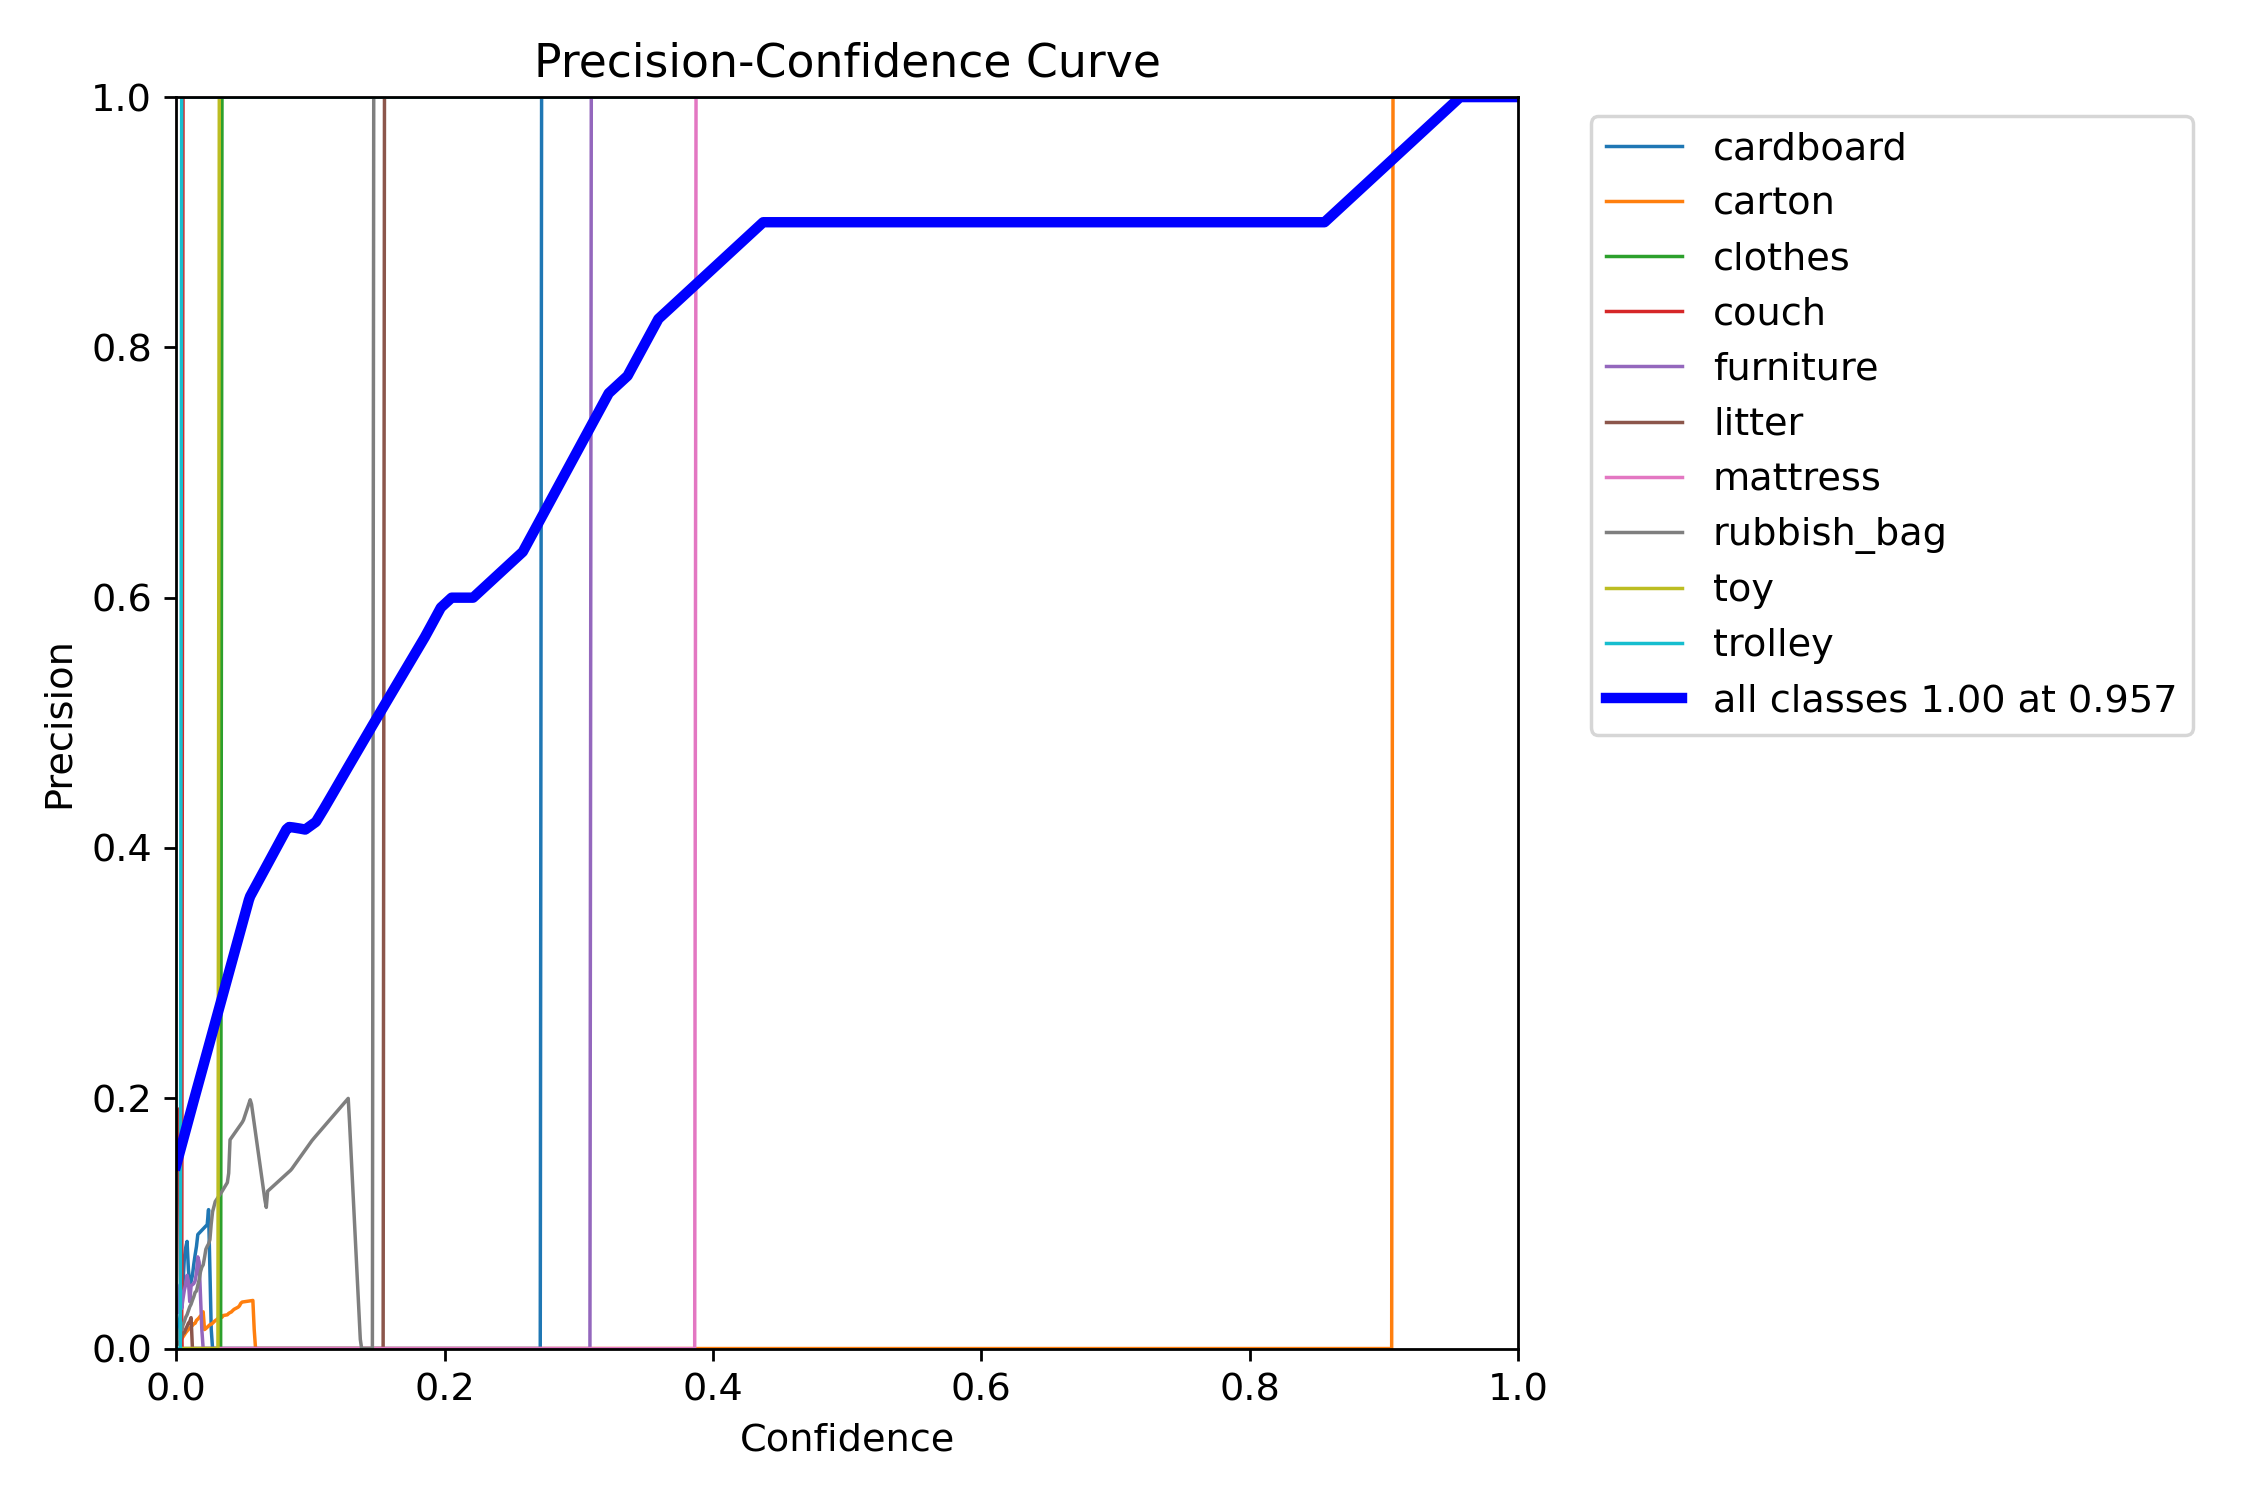 Precision-Confidence Curve
1.0
0.8
0.6
0.4
0.2
0.0
Precision
0.0 0.2 0.4 0.6 0.8 1.0
Confidence
cardboard
carton
clothes
couch
furniture
litter
mattress
rubbish_bag
toy
trolley
all classes 1.00 at 0.957